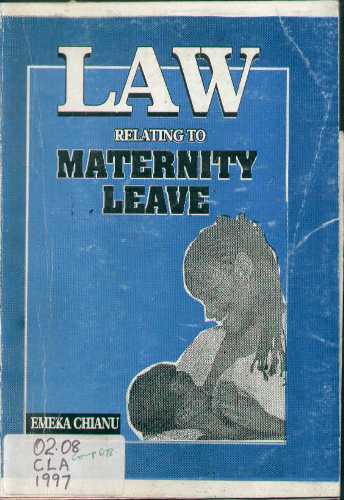 LAW
RELATING TO
MATERNITY
LEAVE
EMEKA CHIANU
02.08
CLA
1997